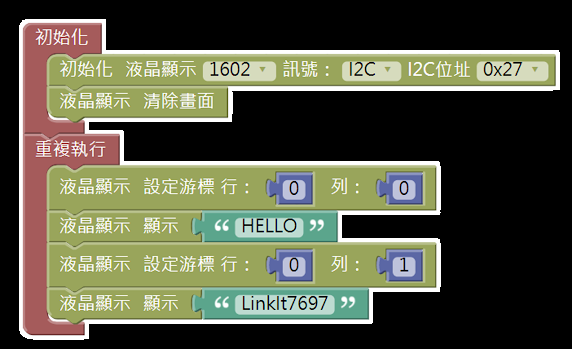 初始化
初始化 液晶顯示 1602 訊號： I2C I2C位址 0x27
液晶顯示 清除畫面
重複執行
液晶顯示 設定游標 行： 0 列： 0
液晶顯示 顯示 “ HELLO ”
液晶顯示 設定游標 行： 0 列： 1
液晶顯示 顯示 “ LinkIt7697 ”